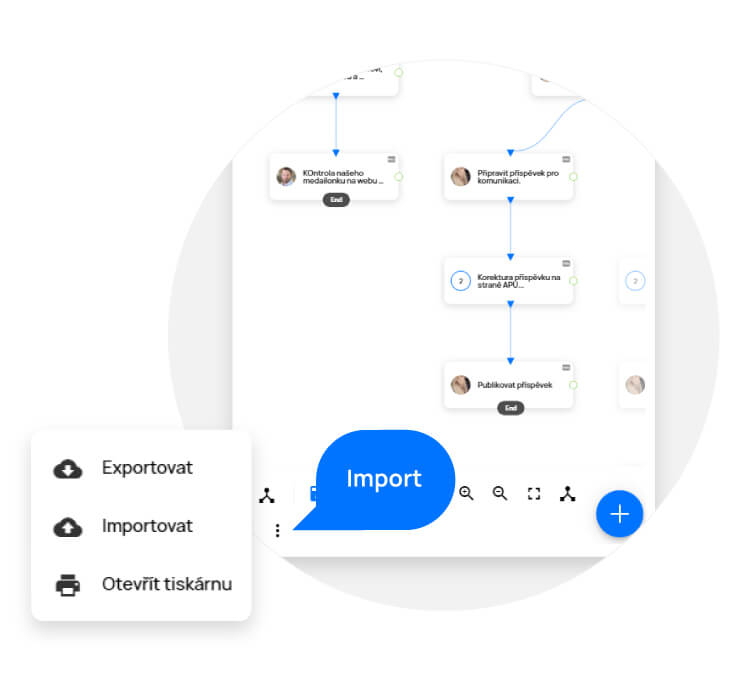 KOntrola našeho
medailonku na webu ...
End
Připravit příspěvek pro
komunikaci.
2
Korektura příspěvku na
straně APÚ...
2
Publikovat příspěvek
End
Import
Exportovat
Importovat
Otevřít tiskárnu